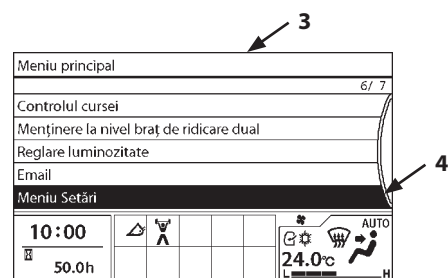 3
Meniu principal
6/ 7
Controlul cursei
Menținere la nivel braț de ridicare dual
Reglare luminozitate
Email
4
Meniu Setări
10:00
AUTO
50.0h
24.0°c
L H